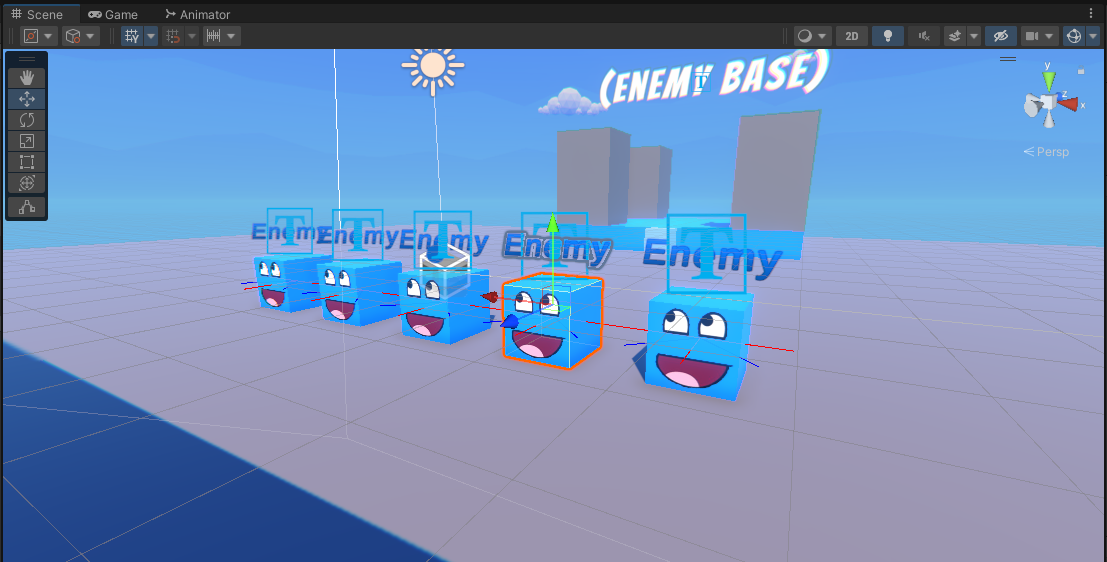 Scene Game Animator
2D
(ENEMY BASE)
y
z
x
Persp
T T T T T
Enemy Enemy Enemy Enemy Enemy